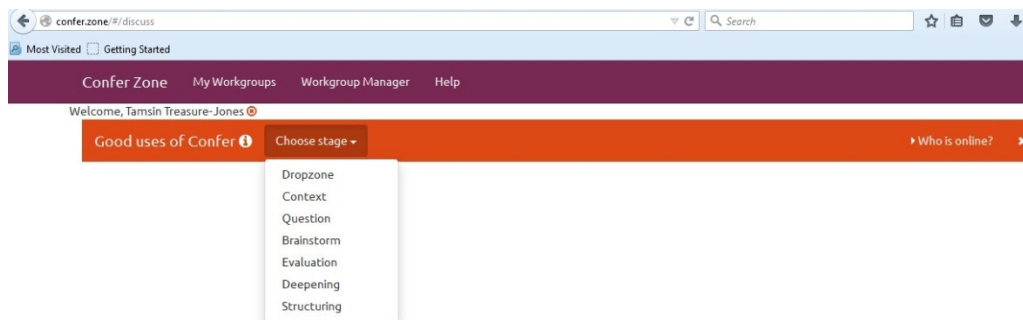 confer.zone/#/discuss Search
Most Visited Getting Started
Confer Zone My Workgroups Workgroup Manager Help
Welcome, Tamsin Treasure-Jones
Good uses of Confer Choose stage Who is online?
Dropzone
Context
Question
Brainstorm
Evaluation
Deepening
Structuring